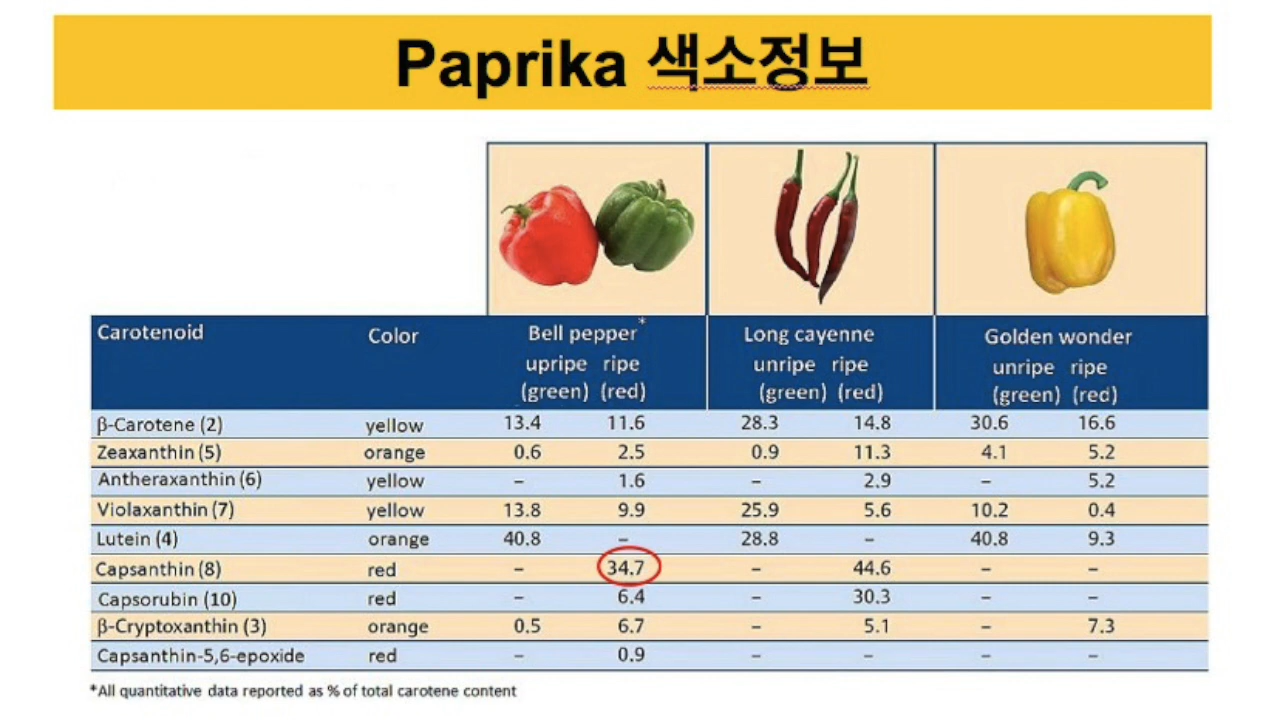 Paprika 색소정보
Carotenoid Color Bell pepper* Long cayenne Golden wonder
upripe ripe unripe ripe unripe ripe
(green) (red) (green) (red) (green) (red)
β-Carotene (2) yellow 13.4 11.6 28.3 14.8 30.6 16.6
Zeaxanthin (5) orange 0.6 2.5 0.9 11.3 4.1 5.2
Antheraxanthin (6) yellow – 1.6 – 2.9 – 5.2
Violaxanthin (7) yellow 13.8 9.9 25.9 5.6 10.2 0.4
Lutein (4) orange 40.8 – 28.8 – 40.8 9.3
Capsanthin (8) red – 34.7 – 44.6 – –
Capsorubin (10) red – 6.4 – 30.3 – –
β-Cryptoxanthin (3) orange 0.5 6.7 – 5.1 – 7.3
Capsanthin-5,6-epoxide red – 0.9 – – – –
*All quantitative data reported as % of total carotene content